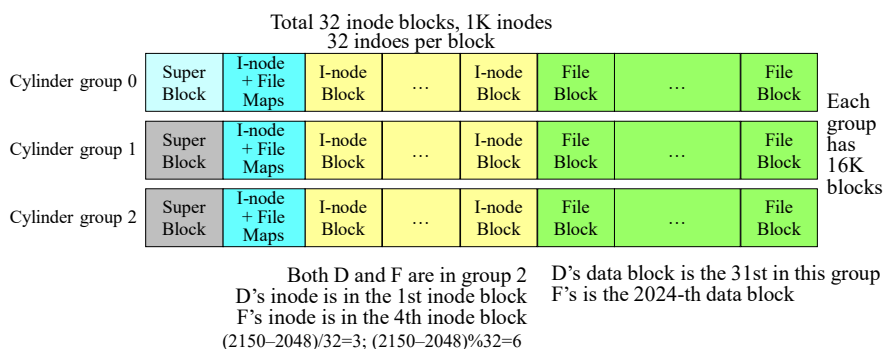 Total 32 inode blocks, 1K inodes
32 indoes per block
Cylinder group 0
Super
Block
I-node
+ File
Maps
I-node
Block
…
I-node
Block
File
Block
…
File
Block
Cylinder group 1
Super
Block
I-node
+ File
Maps
I-node
Block
…
I-node
Block
File
Block
…
File
Block
Cylinder group 2
Super
Block
I-node
+ File
Maps
I-node
Block
…
I-node
Block
File
Block
…
File
Block
Each
group
has
16K
blocks
Both D and F are in group 2
D’s inode is in the 1st inode block
F’s inode is in the 4th inode block
(2150–2048)/32=3; (2150–2048)%32=6
D’s data block is the 31st in this group
F’s is the 2024-th data block